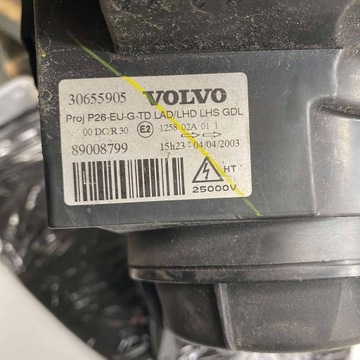 30655905 VOLVO
Proj P26-EU-G-TD LAD/LHD LHS GDL
00 DC/R 30 E2 1258 02A 01 1
89008799 15h23 - 04/04/2003
HT
25000V